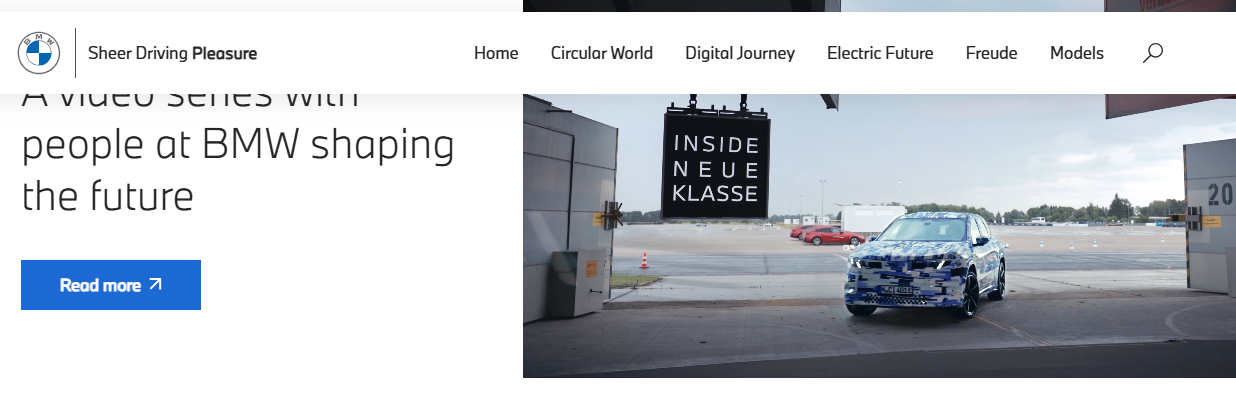 BMW
Sheer Driving Pleasure
Home
Circular World
Digital Journey
Electric Future
Freude
Models
A video series with
people at BMW shaping
the future
Read more
INSIDE
NEUE
KLASSE
20